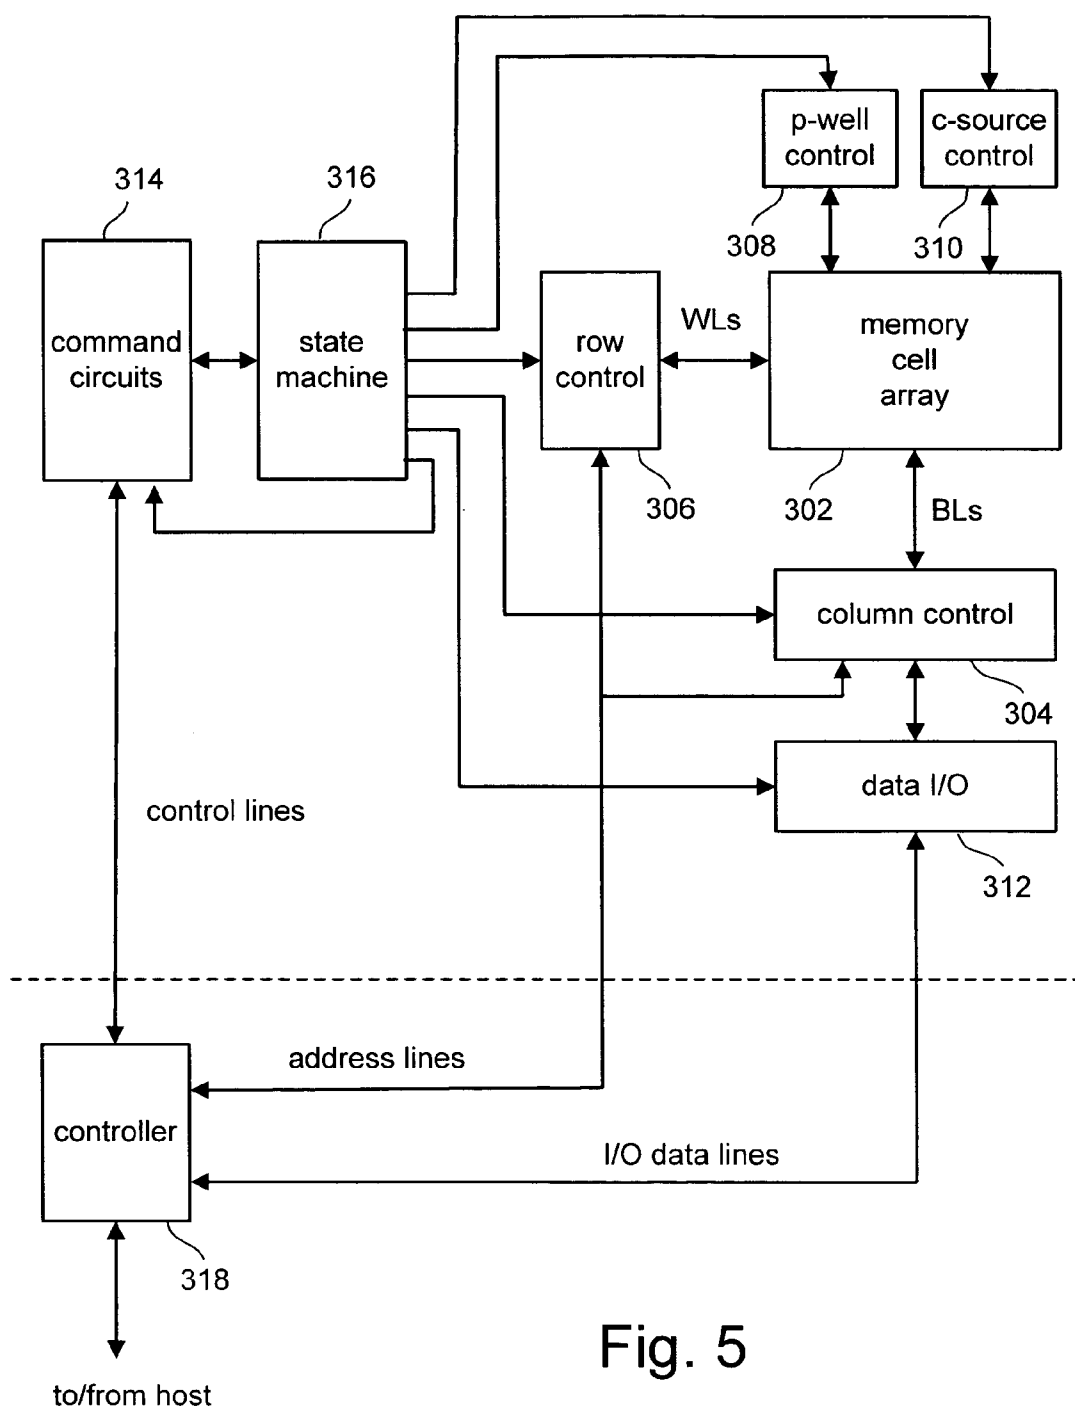 p-well
control
c-source
control
314
316
308
310
command
circuits
state
machine
row
control
WLs
memory
cell
array
306
302
BLs
column control
304
data I/O
control lines
312
address lines
controller
I/O data lines
318
Fig. 5
to/from host